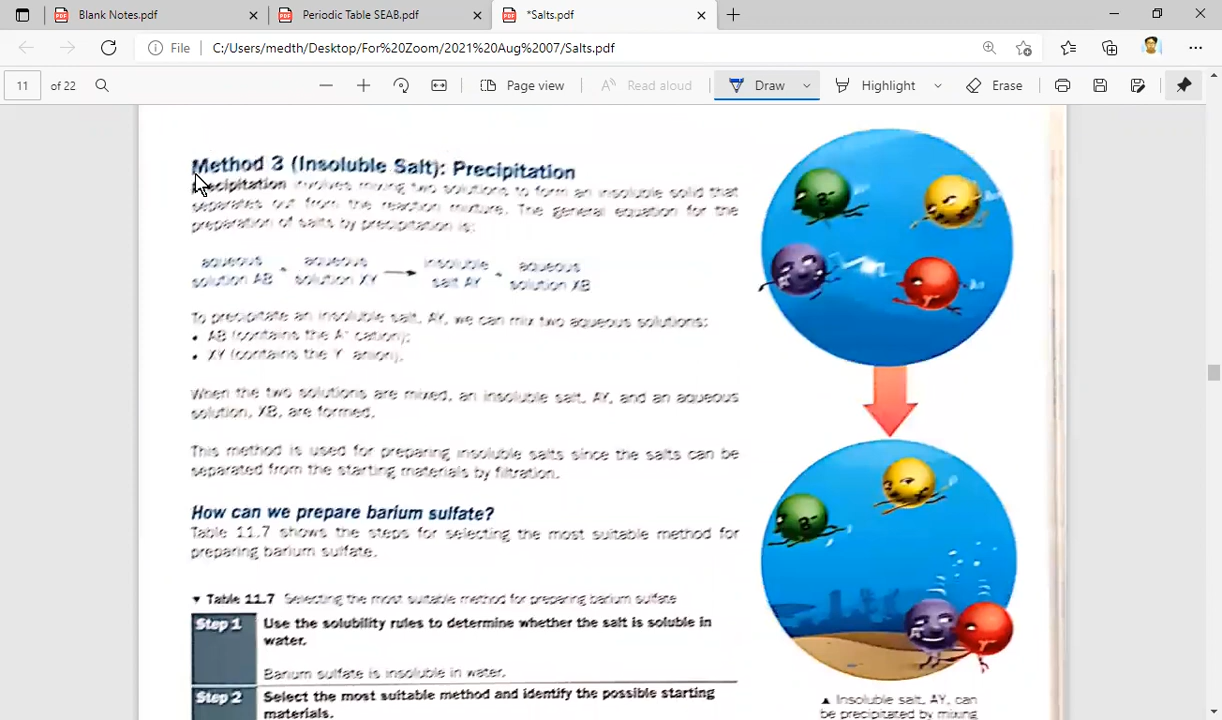 Blank Notes.pdf
Periodic Table SEAB.pdf
*Salts.pdf
File
C:/Users/medth/Desktop/For%20Zoom/2021%20Aug%2007/Salts.pdf
11 of 22
Page view
Read aloud
Draw
Highlight
Erase
Method 3 (Insoluble Salt): Precipitation
Precipitation involves mixing two solutions to form an insoluble solid that
separates out from the reaction mixture. The general equation for the
preparation of salts by precipitation is:
aqueous solution AB + aqueous solution XY → insoluble salt AY + aqueous solution XB
To precipitate an insoluble salt, AY, we can mix two aqueous solutions:
• AB (contains the A⁺ cation);
• XY (contains the Y⁻ anion).
When the two solutions are mixed, an insoluble salt, AY, and an aqueous
solution, XB, are formed.
This method is used for preparing insoluble salts since the salts can be
separated from the starting materials by filtration.
How can we prepare barium sulfate?
Table 11.7 shows the steps for selecting the most suitable method for
preparing barium sulfate.
▼ Table 11.7 Selecting the most suitable method for preparing barium sulfate
Step 1
Use the solubility rules to determine whether the salt is soluble in
water.
Barium sulfate is insoluble in water.
Step 2
Select the most suitable method and identify the possible starting
materials.
B⁻
▲ Insoluble salt, AY, can
be precipitated by mixing